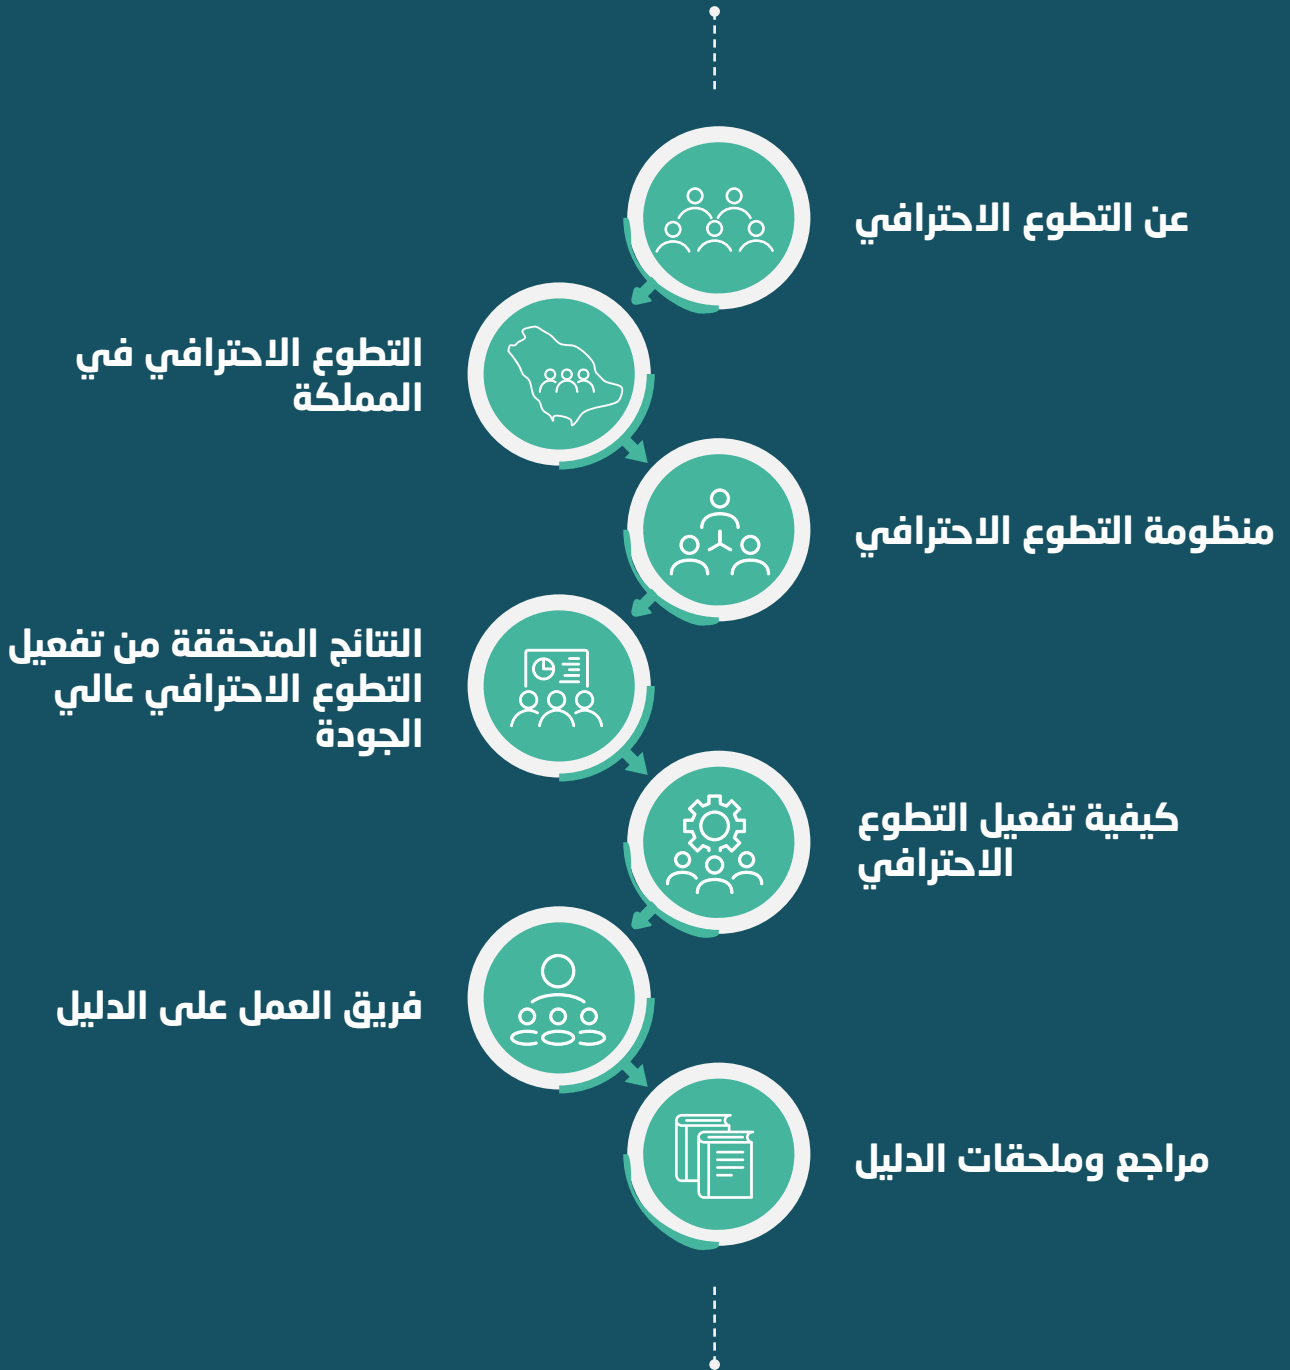 عن التطوع الاحترافي
التطوع الاحترافي في
المملكة
منظومة التطوع الاحترافي
النتائج المتحققة من تفعيل
التطوع الاحترافي عالي
الجودة
كيفية تفعيل التطوع
الاحترافي
فريق العمل على الدليل
مراجع وملحقات الدليل